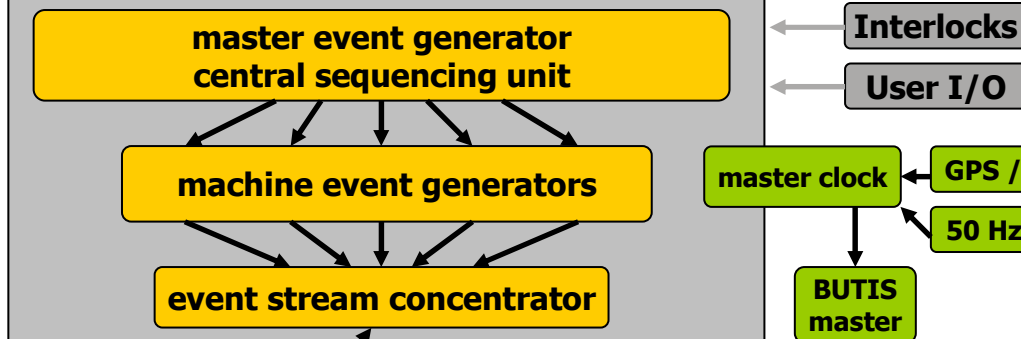 master event generator
central sequencing unit
Interlocks
User I/O
machine event generators
master clock
GPS /
50 Hz
event stream concentrator
BUTIS
master